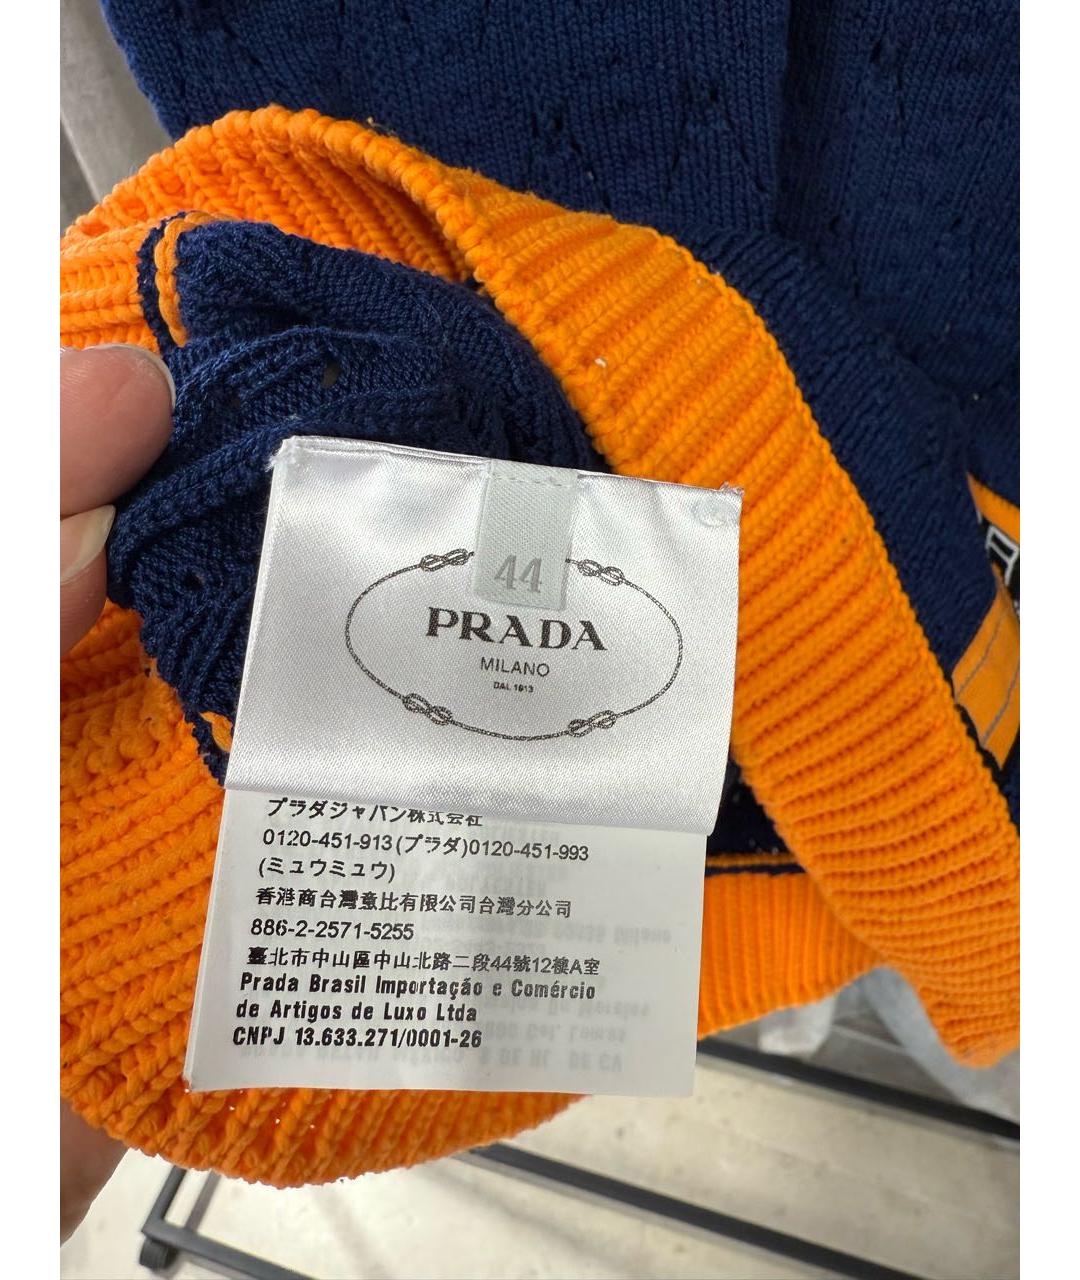 44
PRADA
MILANO
DAL 1913
プラダジャパン株式会社
0120-451-913(プラダ)0120-451-993
(ミュウミュウ)
香港商台灣意比有限公司台灣分公司
886-2-2571-5255
臺北市中山區中山北路二段44號12樓A室
Prada Brasil Importação e Comércio
de Artigos de Luxo Ltda
CNPJ 13.633.271/0001-26